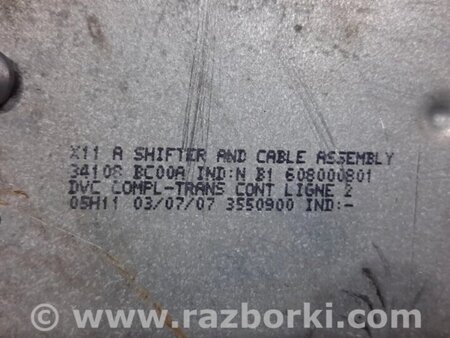 X11 A SHIFTER AND CABLE ASSEMBLY
34102 BC00A IND:N B1 608000801
DVC COMPL-TRANS CONT LIGNE 2
05H11 03/07/07 3550900 IND:-
© www.razborki.com